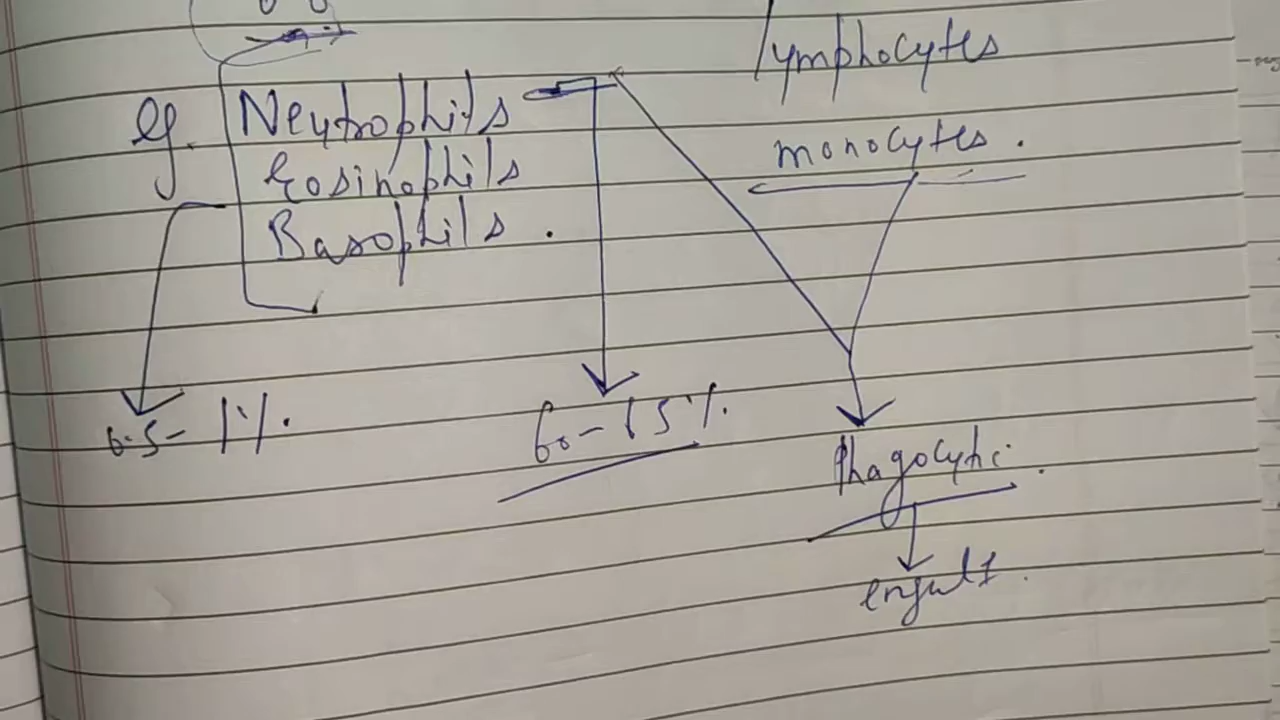 lymphocytes
eg. Neutrophils
monocytes.
Eosinophils
Basophils.
0.5-1%.
60-65%.
Phagocytic.
engulf.